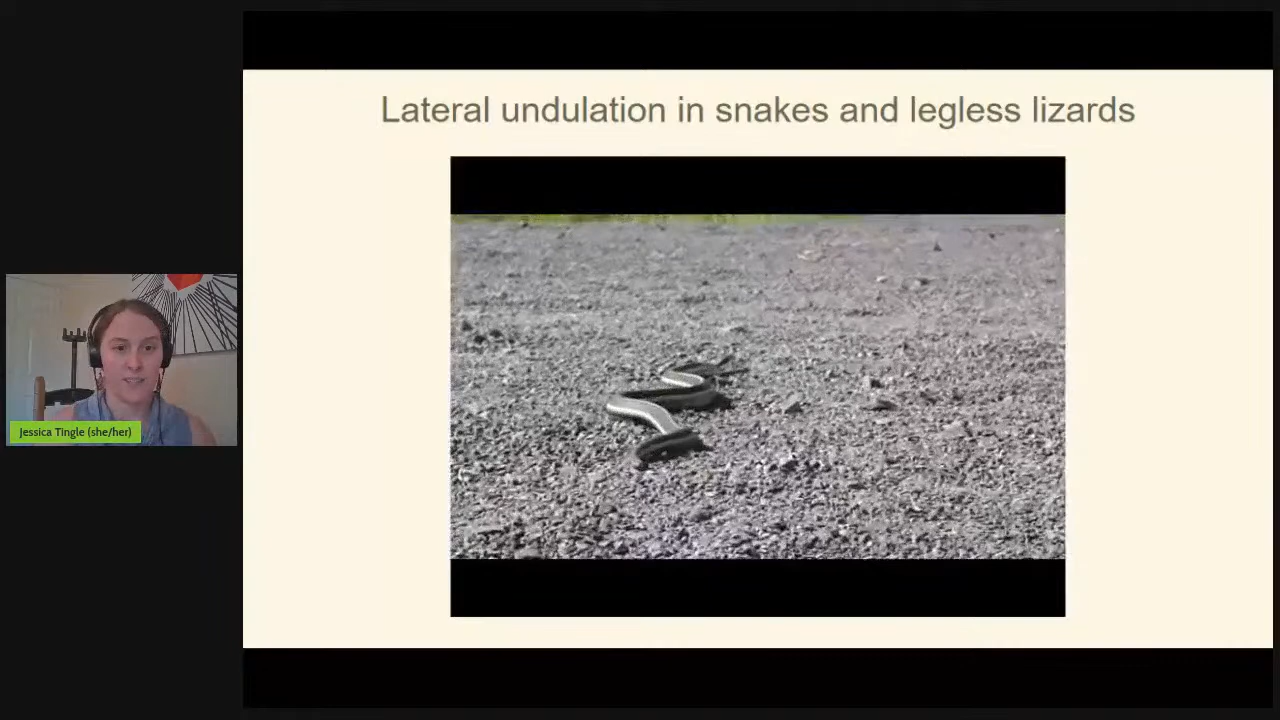 Lateral undulation in snakes and legless lizards
Jessica Tingle (she/her)